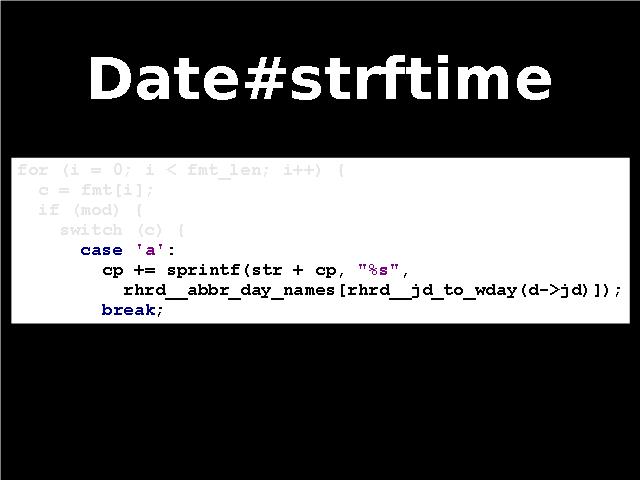 Date#strftime
for (i = 0; i < fmt_len; i++) {
  c = fmt[i];
  if (mod) {
    switch (c) {
      case 'a':
        cp += sprintf(str + cp, "%s",
          rhrd__abbr_day_names[rhrd__jd_to_wday(d->jd)]);
        break;